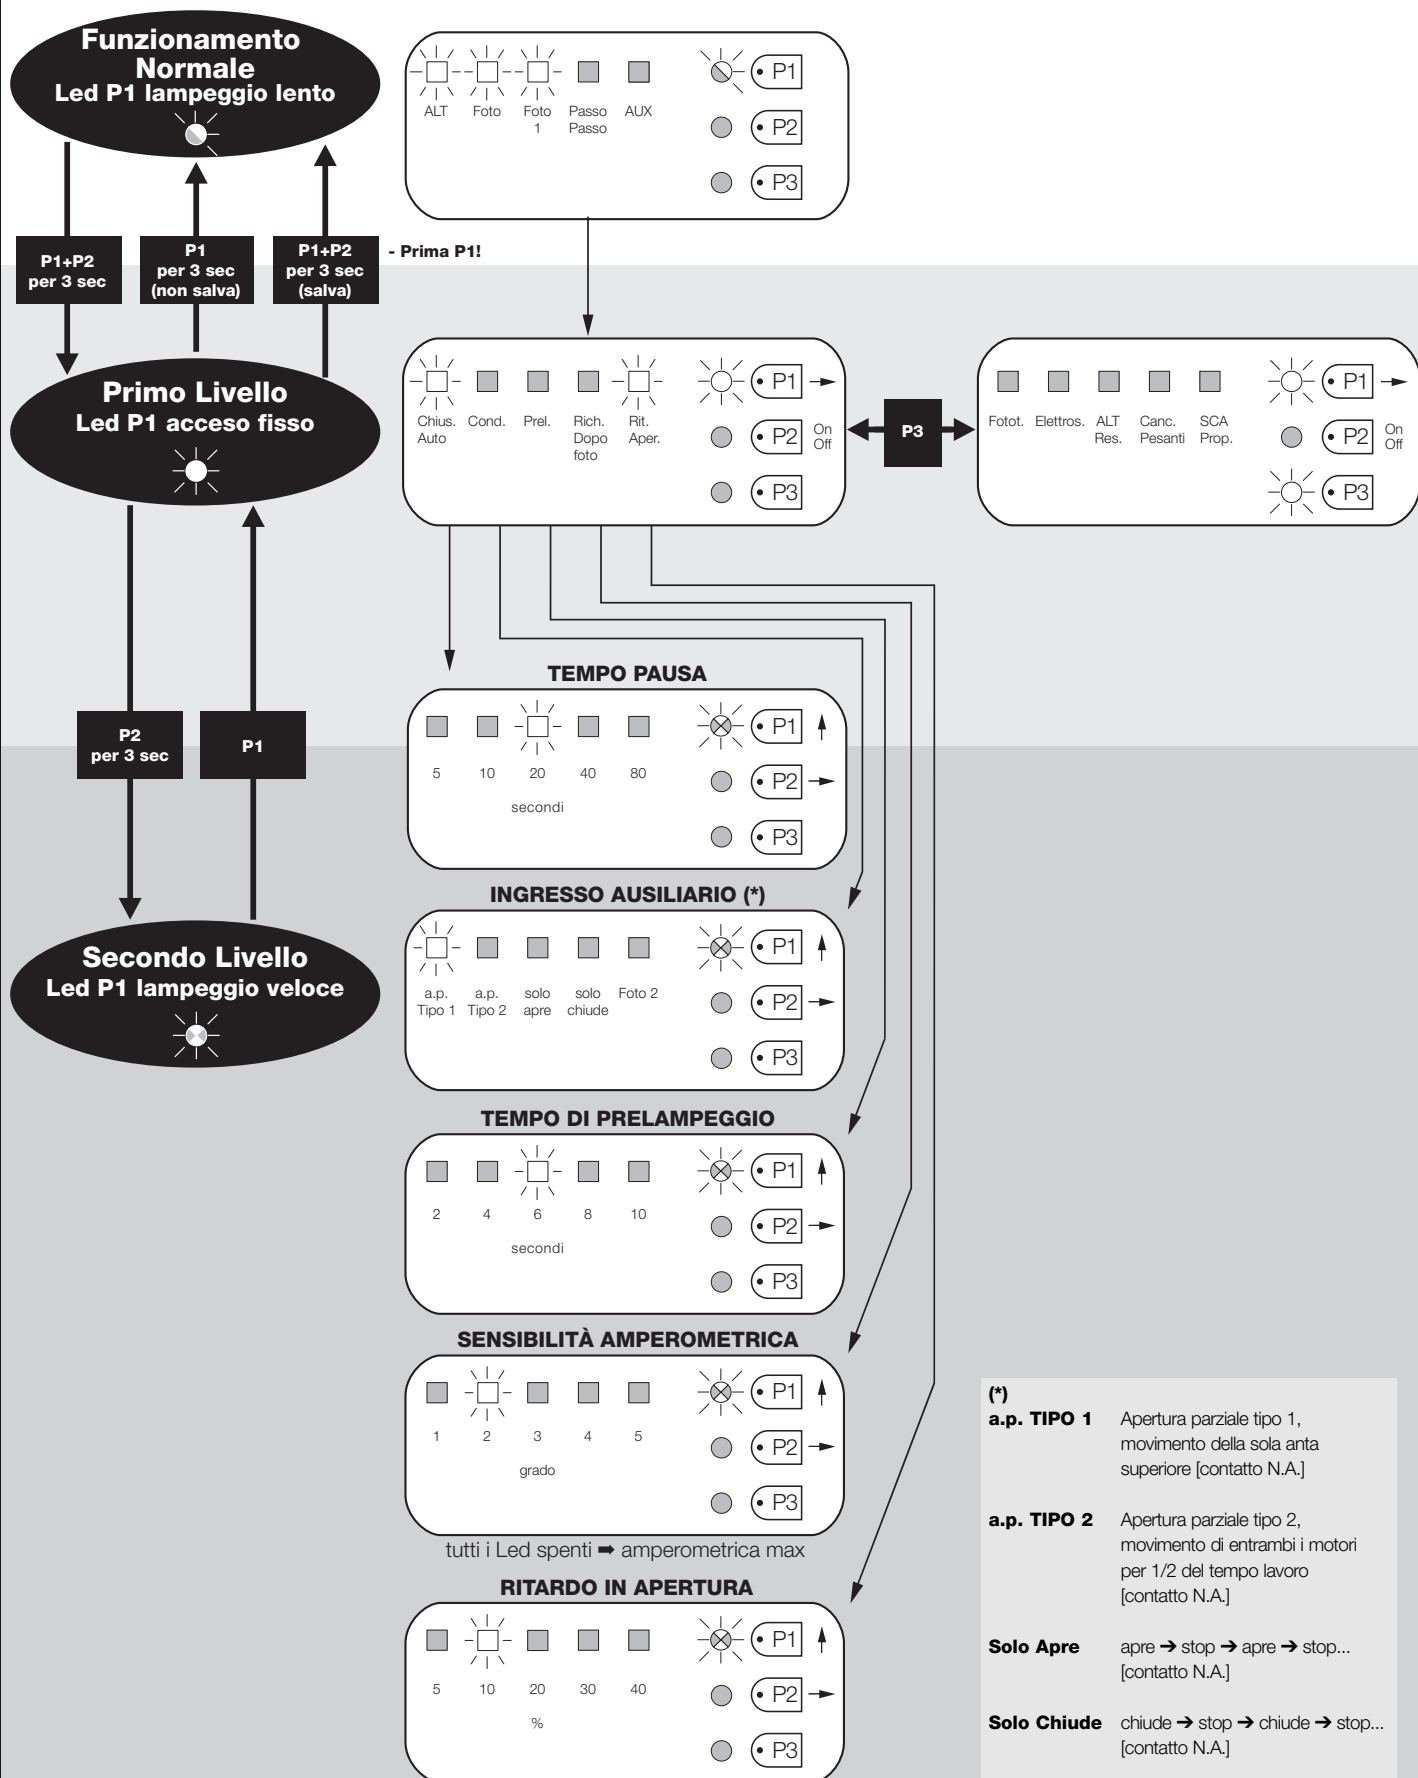 Funzionamento
Normale
Led P1 lampeggio lento
P1+P2
per 3 sec
P1
per 3 sec
(non salva)
P1+P2
per 3 sec
(salva)
- Prima P1!
Primo Livello
Led P1 acceso fisso
P2
per 3 sec
P1
Secondo Livello
Led P1 lampeggio veloce
ALT Foto Foto 1 Passo Passo AUX
P1
P2
P3
Chius. Auto Cond. Prel. Rich. Dopo foto Rit. Aper.
P1
P2 On Off
P3
P3
Fotot. Elettros. ALT Res. Canc. Pesanti SCA Prop.
P1
P2 On Off
P3
TEMPO PAUSA
5 10 20 40 80
secondi
P1
P2
P3
INGRESSO AUSILIARIO (*)
a.p. Tipo 1 a.p. Tipo 2 solo apre solo chiude Foto 2
P1
P2
P3
TEMPO DI PRELAMPEGGIO
2 4 6 8 10
secondi
P1
P2
P3
SENSIBILITÀ AMPEROMETRICA
1 2 3 4 5
grado
P1
P2
P3
tutti i Led spenti ➡ amperometrica max
RITARDO IN APERTURA
5 10 20 30 40
%
P1
P2
P3
(*)
a.p. TIPO 1 Apertura parziale tipo 1,
movimento della sola anta
superiore [contatto N.A.]
a.p. TIPO 2 Apertura parziale tipo 2,
movimento di entrambi i motori
per 1/2 del tempo lavoro
[contatto N.A.]
Solo Apre apre ➔ stop ➔ apre ➔ stop...
[contatto N.A.]
Solo Chiude chiude ➔ stop ➔ chiude ➔ stop...
[contatto N.A.]